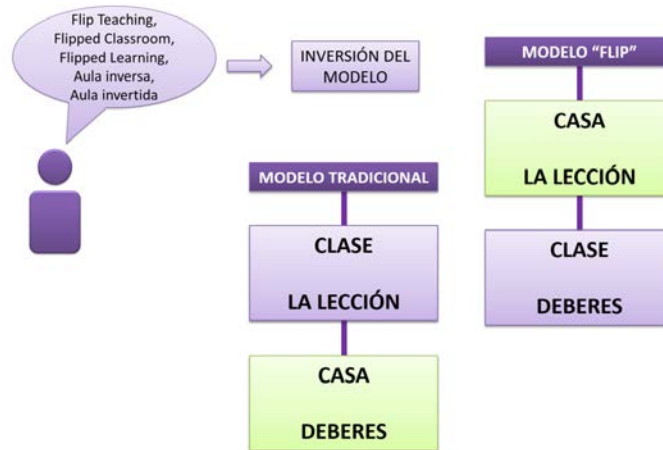 Flip Teaching,
Flipped Classroom,
Flipped Learning,
Aula inversa,
Aula invertida
INVERSIÓN DEL
MODELO
MODELO TRADICIONAL
CLASE
LA LECCIÓN
CASA
DEBERES
MODELO “FLIP”
CASA
LA LECCIÓN
CLASE
DEBERES